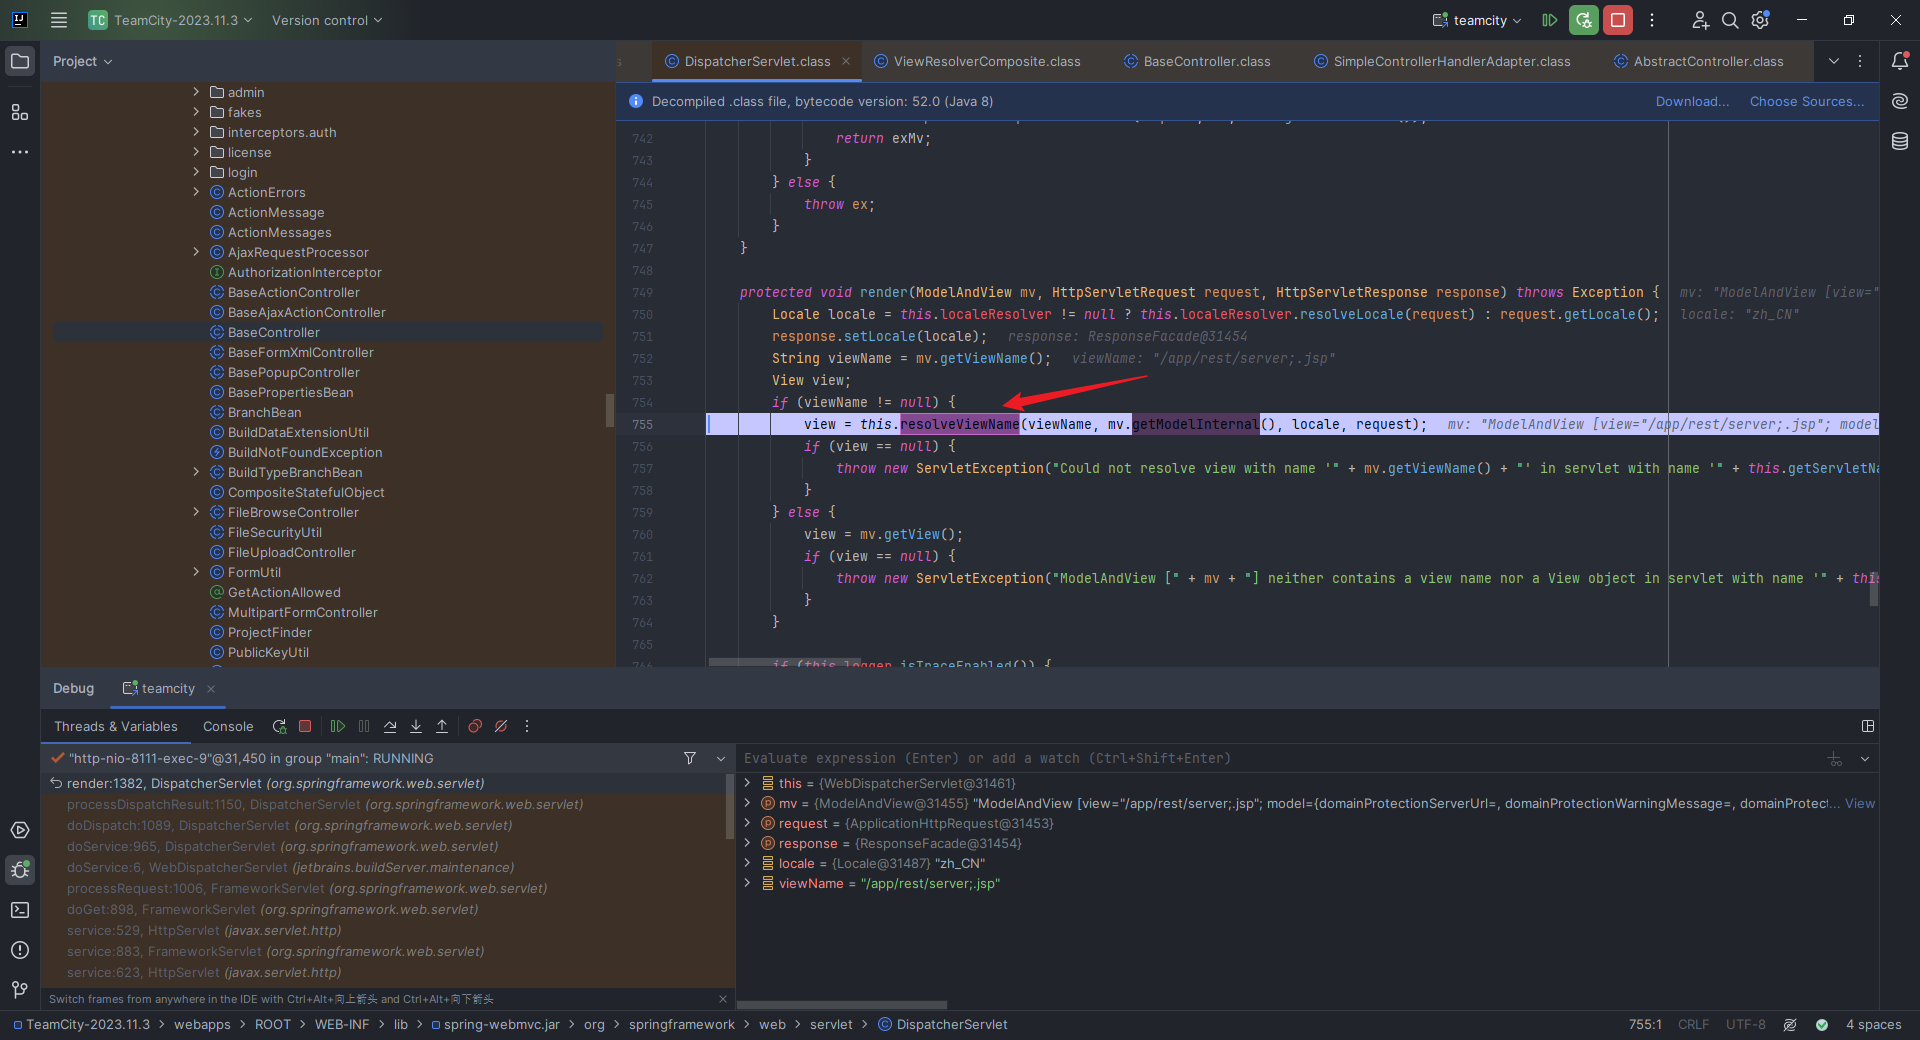 TC TeamCity-2023.11.3 Version control teamcity
Project
DispatcherServlet.class ViewResolverComposite.class BaseController.class SimpleControllerHandlerAdapter.class AbstractController.class
Decompiled .class file, bytecode version: 52.0 (Java 8) Download... Choose Sources...
admin
fakes
interceptors.auth
license
login
ActionErrors
ActionMessage
ActionMessages
AjaxRequestProcessor
AuthorizationInterceptor
BaseActionController
BaseAjaxActionController
BaseController
BaseFormXmlController
BasePopupController
BasePropertiesBean
BranchBean
BuildDataExtensionUtil
BuildNotFoundException
BuildTypeBranchBean
CompositeStatefulObject
FileBrowseController
FileSecurityUtil
FileUploadController
FormUtil
GetActionAllowed
MultipartFormController
ProjectFinder
PublicKeyUtil
742 return exMv;
743 }
744 } else {
745 throw ex;
746 }
747 }
748
749 protected void render(ModelAndView mv, HttpServletRequest request, HttpServletResponse response) throws Exception { mv: "ModelAndView [view="
750 Locale locale = this.localeResolver != null ? this.localeResolver.resolveLocale(request) : request.getLocale(); locale: "zh_CN"
751 response.setLocale(locale); response: ResponseFacade@31454
752 String viewName = mv.getViewName(); viewName: "/app/rest/server;.jsp"
753 View view;
754 if (viewName != null) {
755 view = this.resolveViewName(viewName, mv.getModelInternal(), locale, request); mv: "ModelAndView [view="/app/rest/server;.jsp"; model
756 if (view == null) {
757 throw new ServletException("Could not resolve view with name '" + mv.getViewName() + "' in servlet with name '" + this.getServletNa
758 }
759 } else {
760 view = mv.getView();
761 if (view == null) {
762 throw new ServletException("ModelAndView [" + mv + "] neither contains a view name nor a View object in servlet with name '" + this
763 }
764 }
765
766 if (this.logger.isTraceEnabled()) {
Debug teamcity
Threads & Variables Console
"http-nio-8111-exec-9"@31,450 in group "main": RUNNING
render:1382, DispatcherServlet (org.springframework.web.servlet)
processDispatchResult:1150, DispatcherServlet (org.springframework.web.servlet)
doDispatch:1089, DispatcherServlet (org.springframework.web.servlet)
doService:965, DispatcherServlet (org.springframework.web.servlet)
doService:6, WebDispatcherServlet (jetbrains.buildServer.maintenance)
processRequest:1006, FrameworkServlet (org.springframework.web.servlet)
doGet:898, FrameworkServlet (org.springframework.web.servlet)
service:529, HttpServlet (javax.servlet.http)
service:883, FrameworkServlet (org.springframework.web.servlet)
service:623, HttpServlet (javax.servlet.http)
Switch frames from anywhere in the IDE with Ctrl+Alt+向上箭头 and Ctrl+Alt+向下箭头
Evaluate expression (Enter) or add a watch (Ctrl+Shift+Enter)
this = {WebDispatcherServlet@31461}
mv = {ModelAndView@31455} "ModelAndView [view="/app/rest/server;.jsp"; model={domainProtectionServerUrl=, domainProtectionWarningMessage=, domainProtect... View
request = {ApplicationHttpRequest@31453}
response = {ResponseFacade@31454}
locale = {Locale@31487} "zh_CN"
viewName = "/app/rest/server;.jsp"
TeamCity-2023.11.3 > webapps > ROOT > WEB-INF > lib > spring-webmvc.jar > org > springframework > web > servlet > DispatcherServlet 755:1 CRLF UTF-8 4 spaces